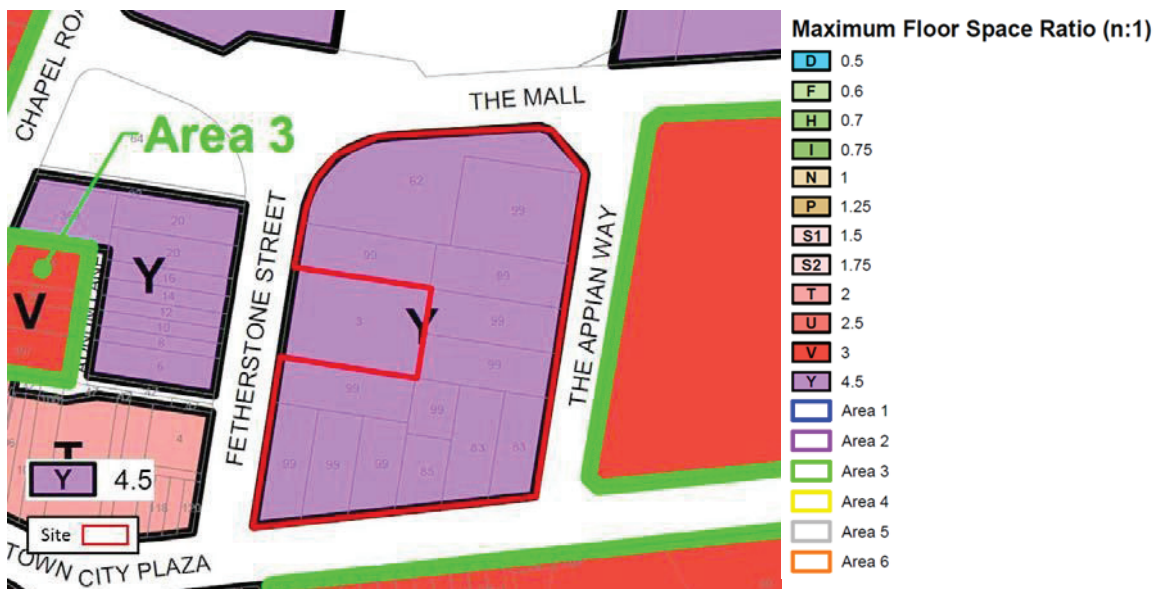 CHAPEL ROA
THE MALL
Area 3
64
62
99
20
20
16
14
12
10
8
6
Y
V
FETHERSTONE STREET
99
99
3
Y
99
99
THE APPIAN WAY
99
99
99
99
99
85
83
83
T
4
18
Y 4.5
Site
TOWN CITY PLAZA
Maximum Floor Space Ratio (n:1)
D 0.5
F 0.6
H 0.7
I 0.75
N 1
P 1.25
S1 1.5
S2 1.75
T 2
U 2.5
V 3
Y 4.5
Area 1
Area 2
Area 3
Area 4
Area 5
Area 6